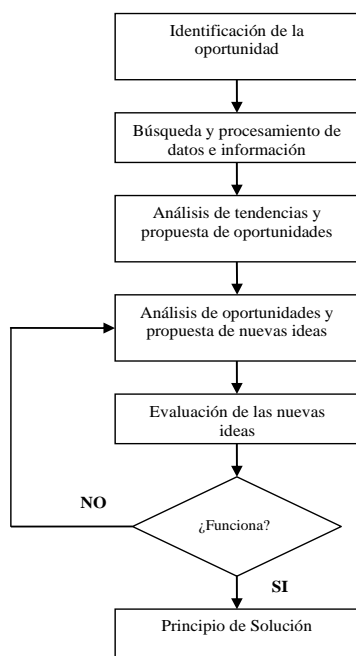 Identificación de la
oportunidad
Búsqueda y procesamiento de
datos e información
Análisis de tendencias y
propuesta de oportunidades
Análisis de oportunidades y
propuesta de nuevas ideas
Evaluación de las nuevas
ideas
NO
¿Funciona?
SI
Principio de Solución